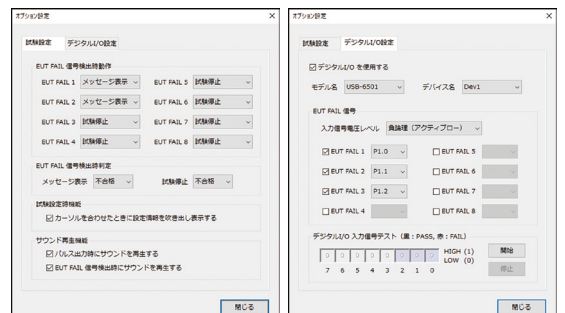 オプション設定
試験設定 デジタルI/O設定
EUT FAIL 信号検出時動作
EUT FAIL 1 メッセージ表示 EUT FAIL 5 試験停止
EUT FAIL 2 メッセージ表示 EUT FAIL 6 試験停止
EUT FAIL 3 試験停止 EUT FAIL 7 試験停止
EUT FAIL 4 試験停止 EUT FAIL 8 試験停止
EUT FAIL 信号検出時判定
メッセージ表示 不合格 試験停止 不合格
試験設定時機能
カーソルを合わせたときに設定情報を吹き出し表示する
サウンド再生機能
パルス出力時にサウンドを再生する
EUT FAIL 信号検出時にサウンドを再生する
閉じる
オプション設定
試験設定 デジタルI/O設定
デジタルI/O を使用する
モデル名 USB-6501 デバイス名 Dev1
EUT FAIL 信号
入力信号電圧レベル 負論理 (アクティブロー)
EUT FAIL 1 P1.0 EUT FAIL 5
EUT FAIL 2 P1.1 EUT FAIL 6
EUT FAIL 3 P1.2 EUT FAIL 7
EUT FAIL 4 EUT FAIL 8
デジタルI/O 入力信号テスト (黒 : PASS, 赤 : FAIL)
0 0 0 0 0 0 0 0 HIGH (1) 開始
7 6 5 4 3 2 1 0 LOW (0) 停止
閉じる